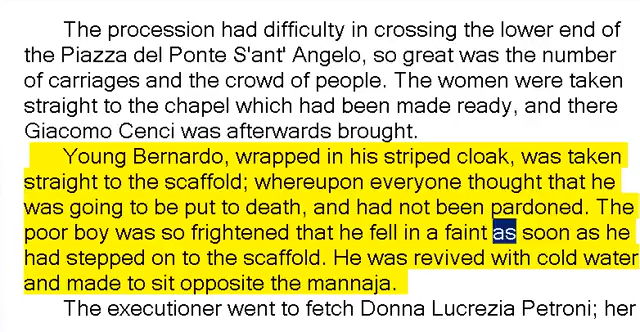 The procession had difficulty in crossing the lower end of
the Piazza del Ponte S'ant' Angelo, so great was the number
of carriages and the crowd of people. The women were taken
straight to the chapel which had been made ready, and there
Giacomo Cenci was afterwards brought.
Young Bernardo, wrapped in his striped cloak, was taken
straight to the scaffold; whereupon everyone thought that he
was going to be put to death, and had not been pardoned. The
poor boy was so frightened that he fell in a faint as soon as he
had stepped on to the scaffold. He was revived with cold water
and made to sit opposite the mannaja.
The executioner went to fetch Donna Lucrezia Petroni; her